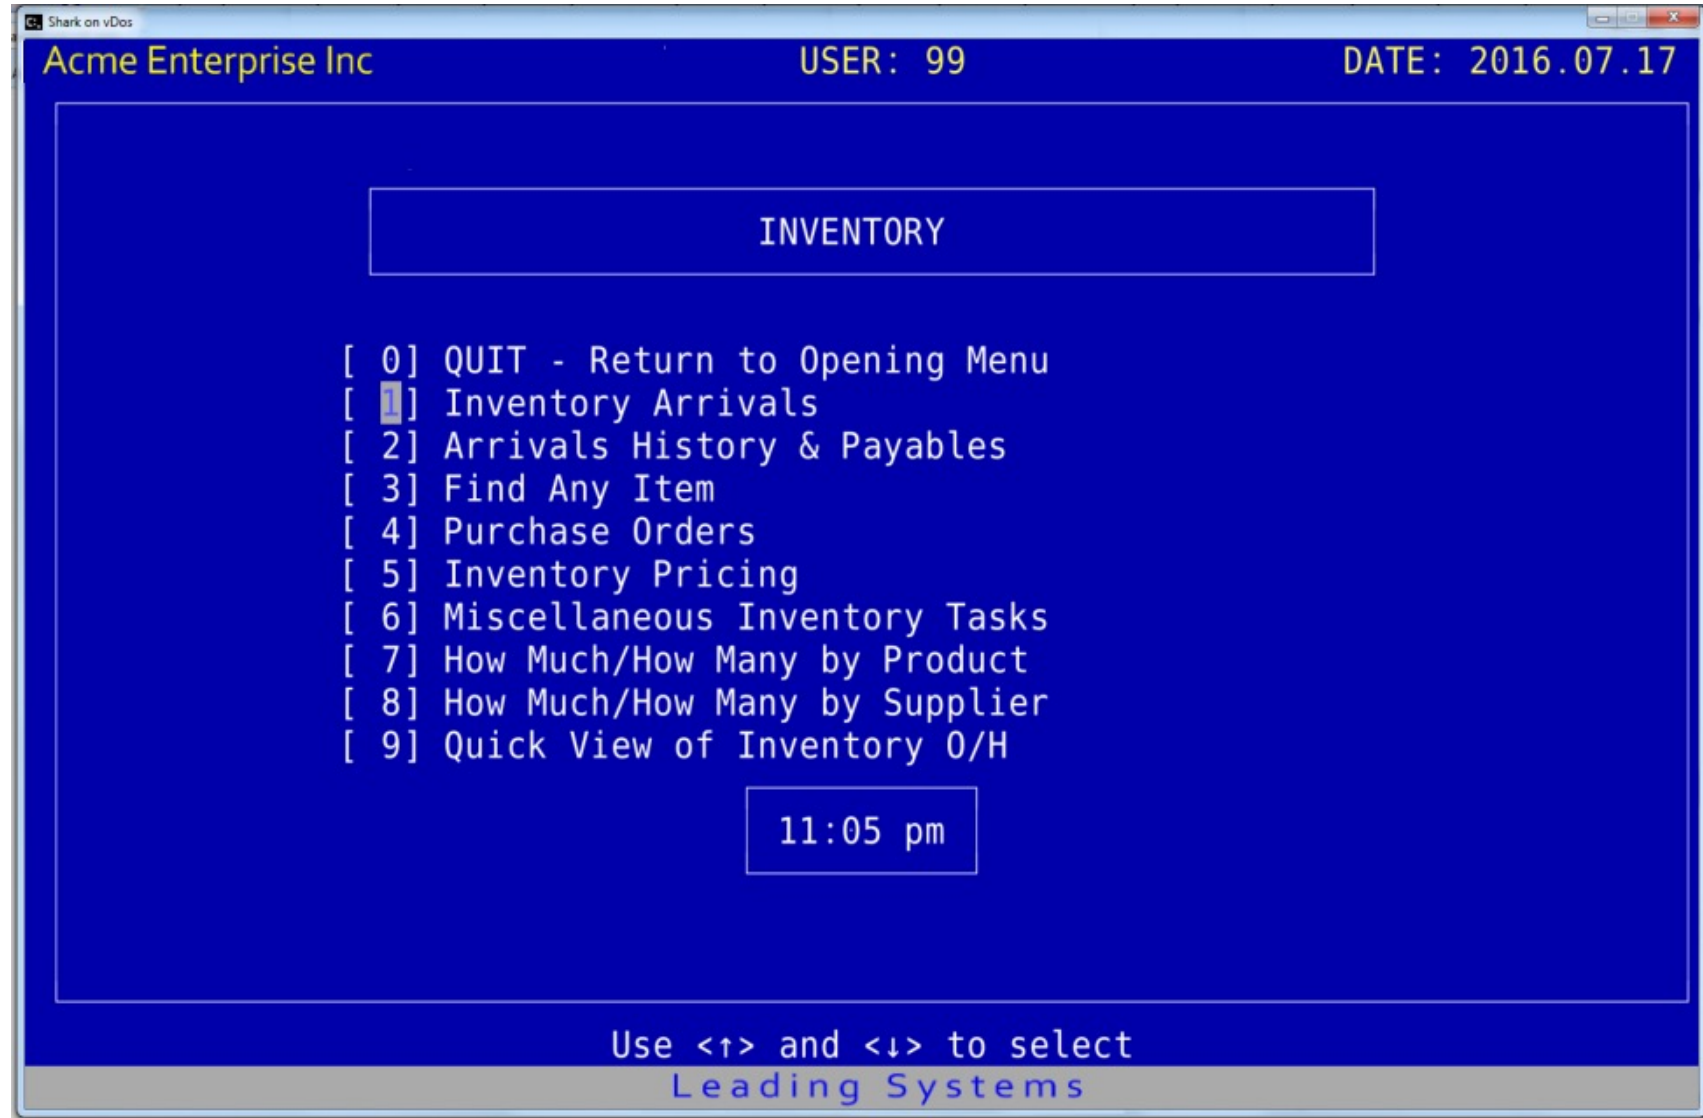 Shark on vDos
Acme Enterprise Inc USER: 99 DATE: 2016.07.17
INVENTORY
[ 0] QUIT - Return to Opening Menu
[ 1] Inventory Arrivals
[ 2] Arrivals History & Payables
[ 3] Find Any Item
[ 4] Purchase Orders
[ 5] Inventory Pricing
[ 6] Miscellaneous Inventory Tasks
[ 7] How Much/How Many by Product
[ 8] How Much/How Many by Supplier
[ 9] Quick View of Inventory O/H
11:05 pm
Use <↑> and <↓> to select
Leading Systems